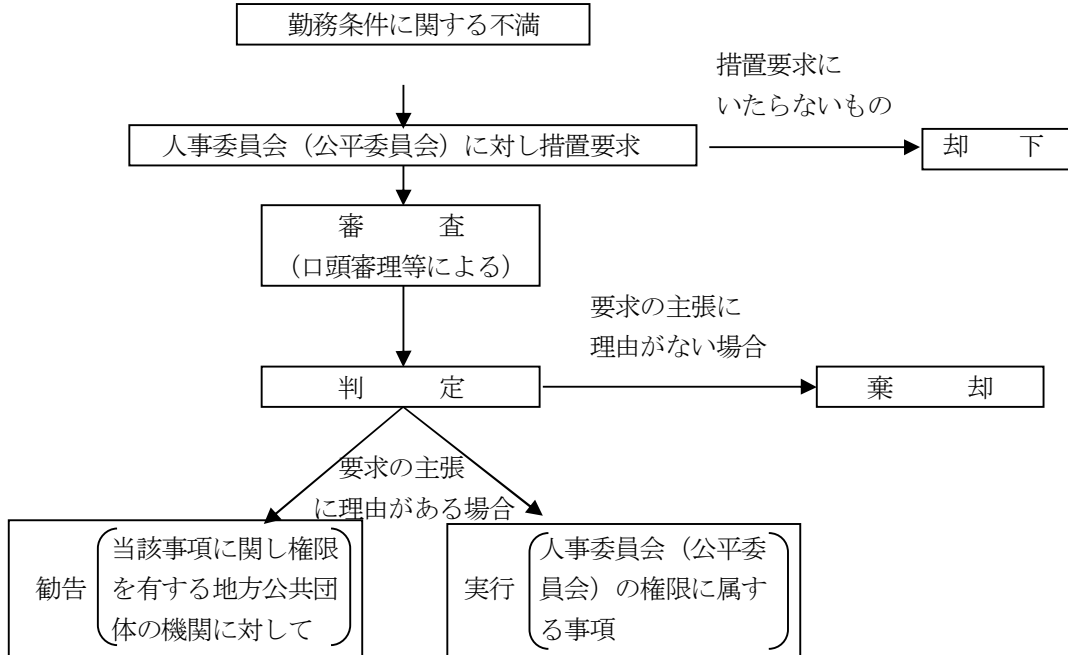 勤務条件に関する不満
措置要求に
いたらないもの
人事委員会（公平委員会）に対し措置要求
却　　下
審　　　査
（口頭審理等による）
要求の主張に
理由がない場合
判　　　定
棄　　　却
要求の主張
に理由がある場合
勧告
当該事項に関し権限
を有する地方公共団
体の機関に対して
実行
人事委員会（公平委
員会）の権限に属す
る事項